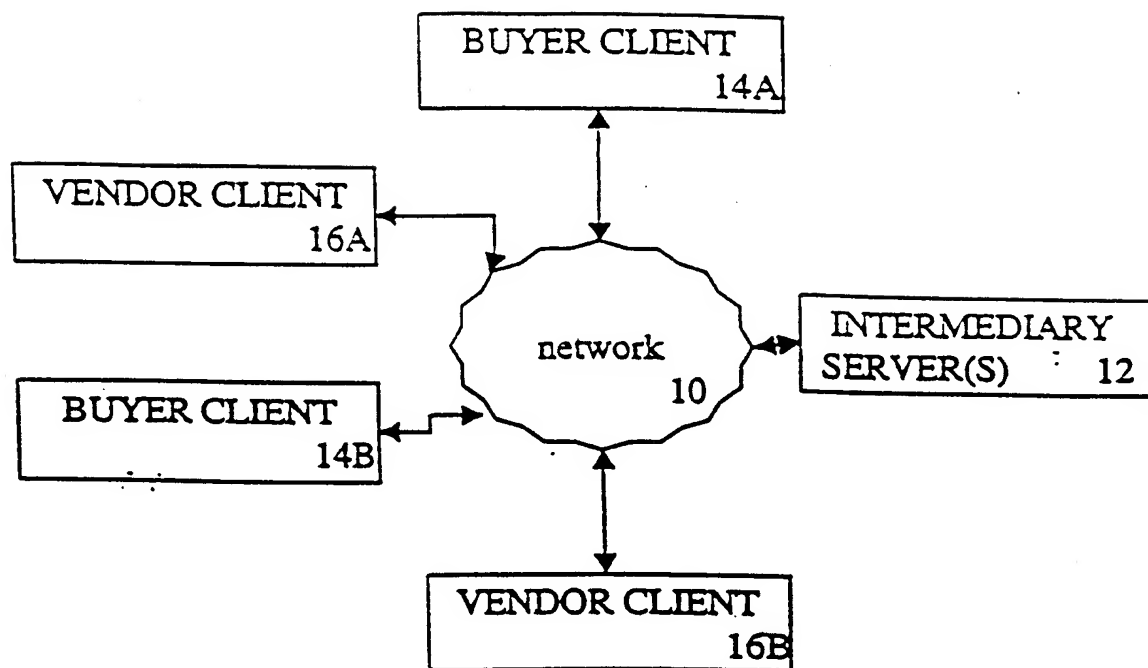 BUYER CLIENT
14A
VENDOR CLIENT
16A
network
10
INTERMEDIARY
SERVER(S) 12
BUYER CLIENT
14B
VENDOR CLIENT
16B